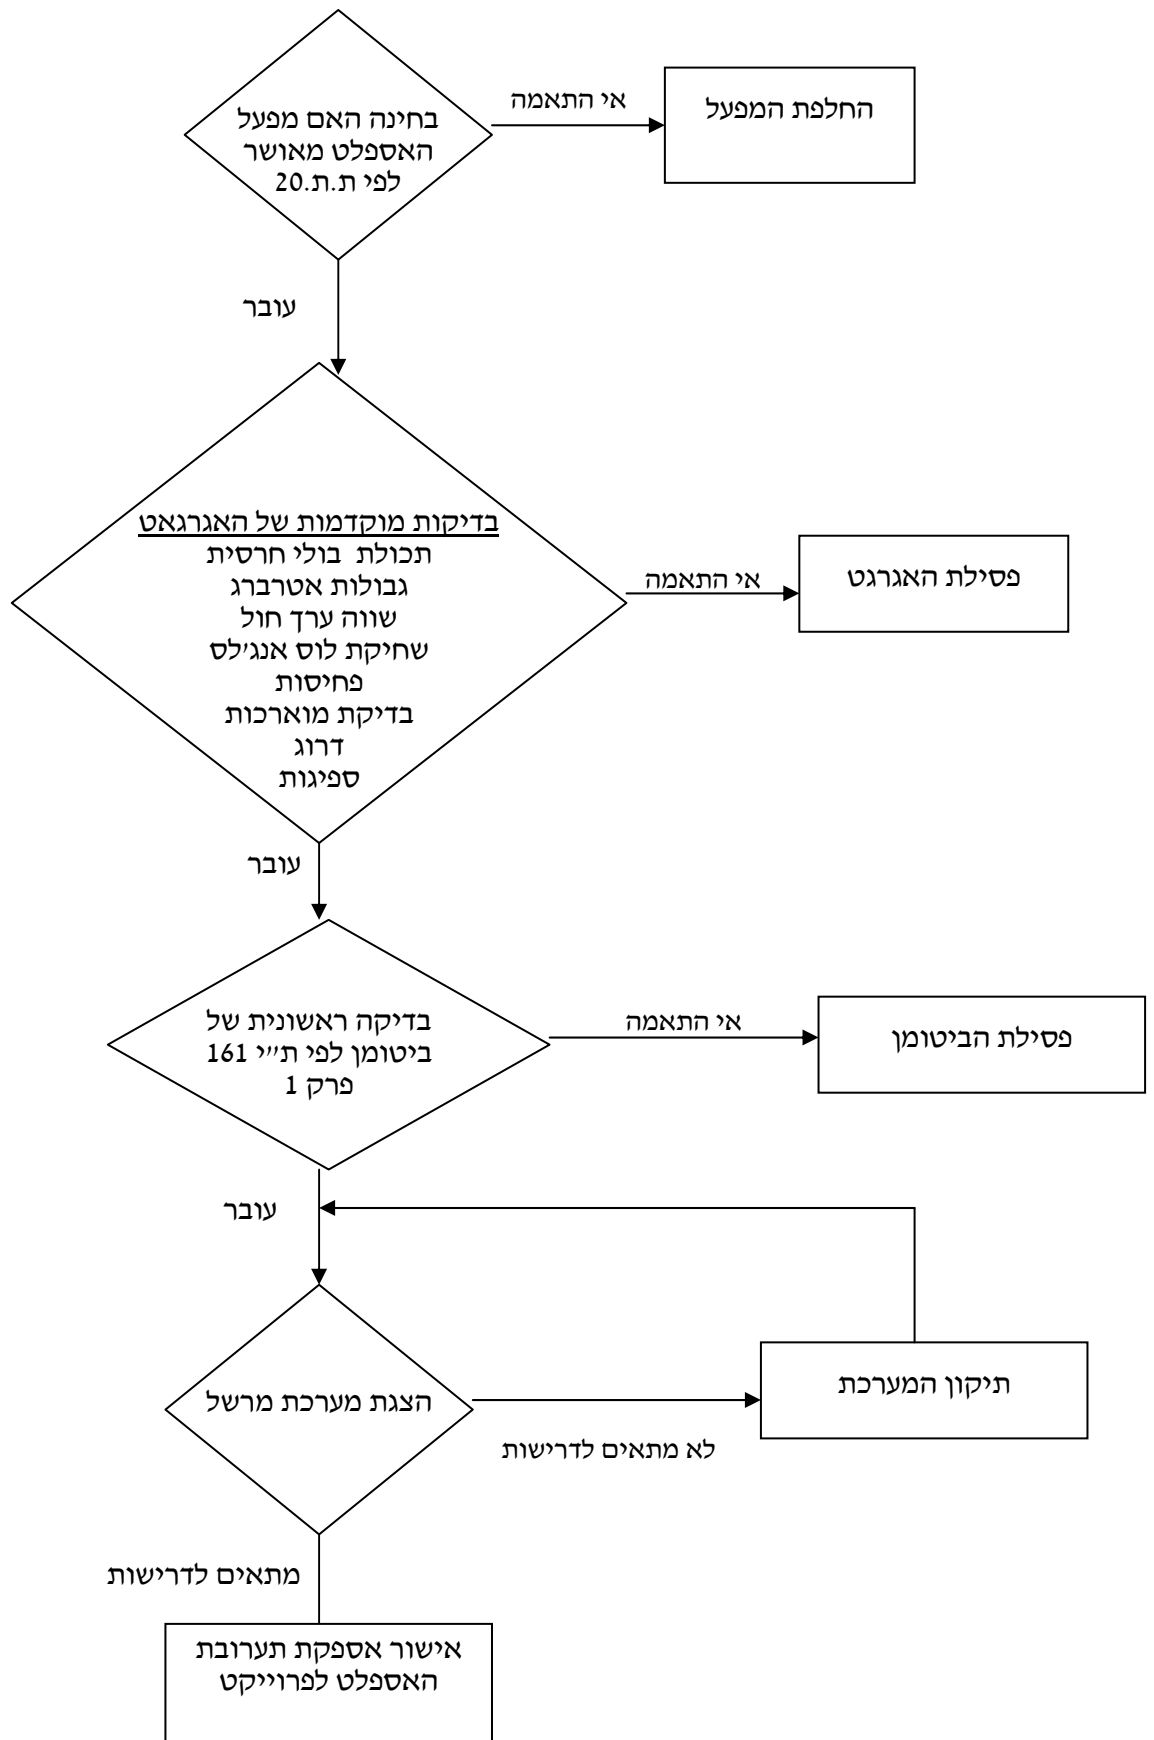 בחינה האם מפעל
האספלט מאושר
לפי ת.ת.20
אי התאמה
החלפת המפעל
עובר
בדיקות מוקדמות של האגרגאט
תכולת בולי חרסית
גבולות אטרברג
שווה ערך חול
שחיקת לוס אנג'לס
פחיסות
בדיקת מוארכות
דרוג
ספיגות
אי התאמה
פסילת האגרגט
עובר
בדיקה ראשונית של
ביטומן לפי ת"י 161
פרק 1
אי התאמה
פסילת הביטומן
עובר
הצגת מערכת מרשל
לא מתאים לדרישות
תיקון המערכת
מתאים לדרישות
אישור אספקת תערובת
האספלט לפרוייקט